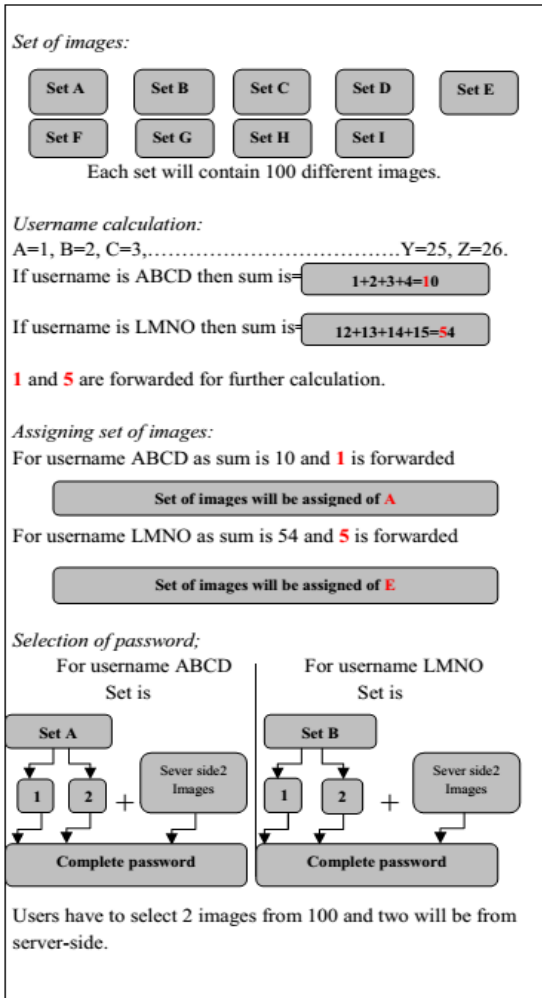 Set of images:
Set A Set B Set C Set D Set E
Set F Set G Set H Set I
Each set will contain 100 different images.
Username calculation:
A=1, B=2, C=3,……………………………….Y=25, Z=26.
If username is ABCD then sum is= 1+2+3+4=10
If username is LMNO then sum is= 12+13+14+15=54
1 and 5 are forwarded for further calculation.
Assigning set of images:
For username ABCD as sum is 10 and 1 is forwarded
Set of images will be assigned of A
For username LMNO as sum is 54 and 5 is forwarded
Set of images will be assigned of E
Selection of password;
For username ABCD
Set is
Set A
1 2 + Sever side2
Images
Complete password
For username LMNO
Set is
Set B
1 2 + Sever side2
Images
Complete password
Users have to select 2 images from 100 and two will be from
server-side.